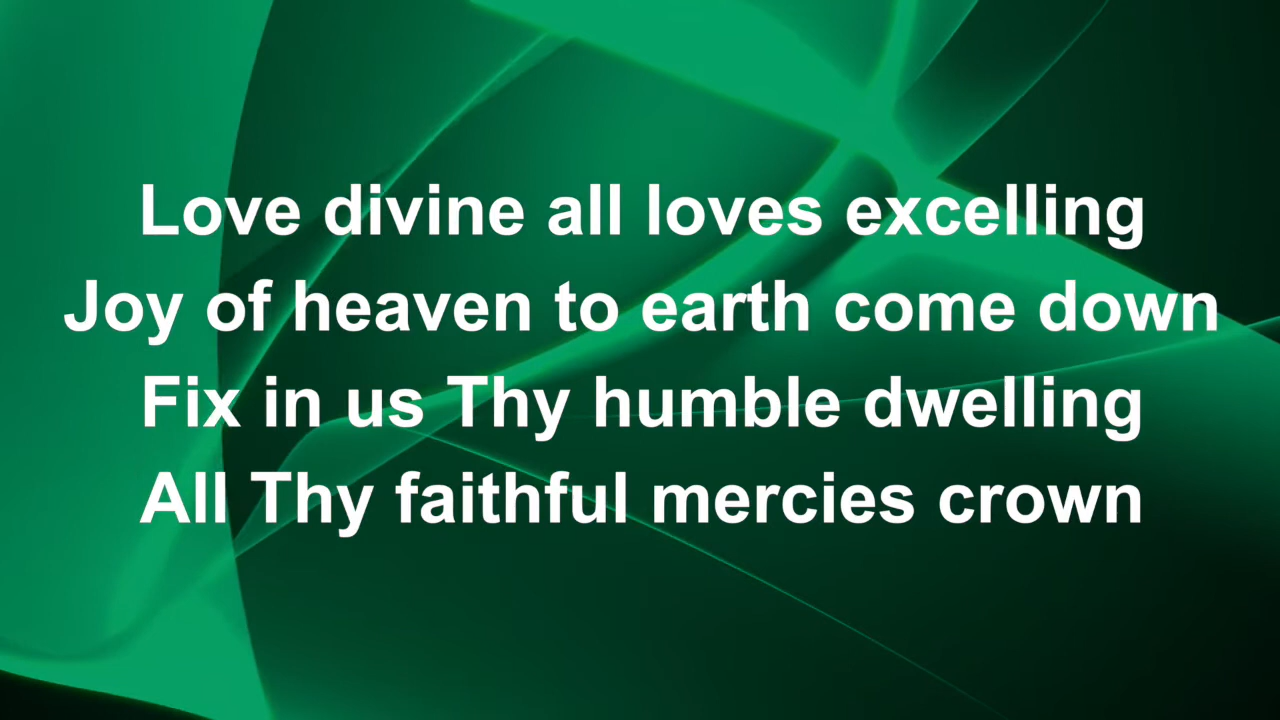 Love divine all loves excelling
Joy of heaven to earth come down
Fix in us Thy humble dwelling
All Thy faithful mercies crown